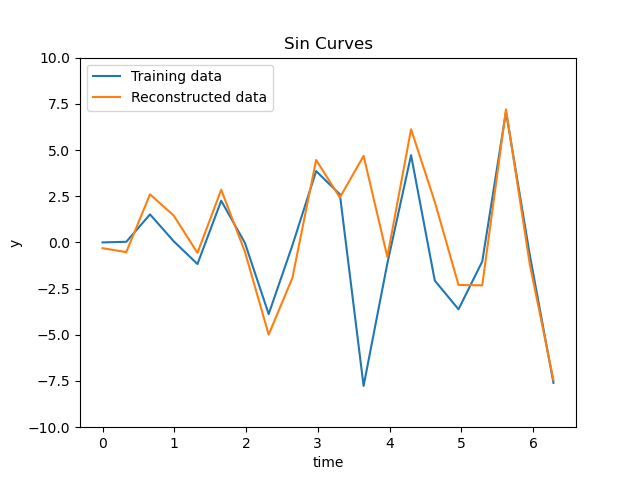 Sin Curves
Training data
Reconstructed data
10.0
7.5
5.0
2.5
0.0
−2.5
−5.0
−7.5
−10.0
y
0 1 2 3 4 5 6
time